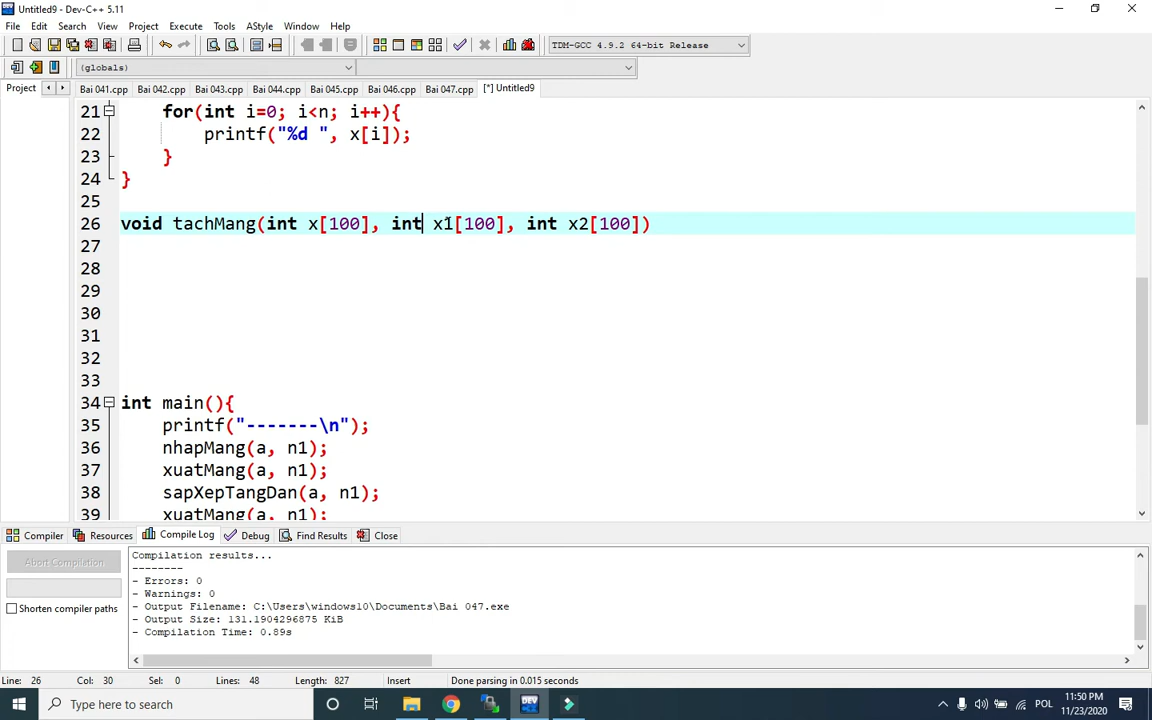 Untitled9 - Dev-C++ 5.11
File Edit Search View Project Execute Tools AStyle Window Help
TDM-GCC 4.9.2 64-bit Release
(globals)
Project Bai 041.cpp Bai 042.cpp Bai 043.cpp Bai 044.cpp Bai 045.cpp Bai 046.cpp Bai 047.cpp [*] Untitled9
21 for(int i=0; i<n; i++){
22 printf("%d ", x[i]);
23 }
24 }
25
26 void tachMang(int x[100], int x1[100], int x2[100])
27
28
29
30
31
32
33
34 int main(){
35 printf("-------\n");
36 nhapMang(a, n1);
37 xuatMang(a, n1);
38 sapXepTangDan(a, n1);
39 xuatMang(a, n1);
Compiler Resources Compile Log Debug Find Results Close
Abort Compilation
Shorten compiler paths
Compilation results...
--------
- Errors: 0
- Warnings: 0
- Output Filename: C:\Users\windows10\Documents\Bai 047.exe
- Output Size: 131.1904296875 KiB
- Compilation Time: 0.89s
Line: 26 Col: 30 Sel: 0 Lines: 48 Length: 827 Insert Done parsing in 0.015 seconds
Type here to search
POL
11:50 PM
11/23/2020